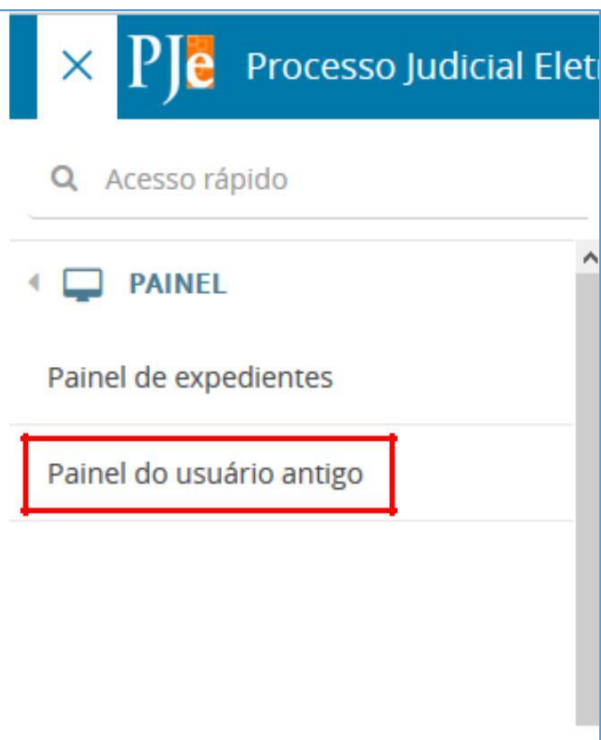 PJe Processo Judicial Elet
Acesso rápido
PAINEL
Painel de expedientes
Painel do usuário antigo